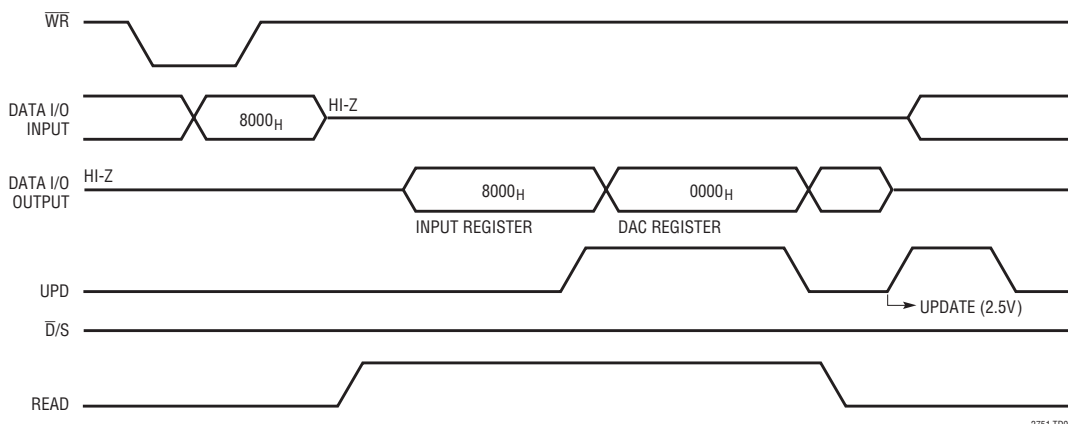 WR
DATA I/O
INPUT
8000H
HI-Z
DATA I/O
OUTPUT
HI-Z
8000H
0000H
INPUT REGISTER
DAC REGISTER
UPD
UPDATE (2.5V)
D/S
READ